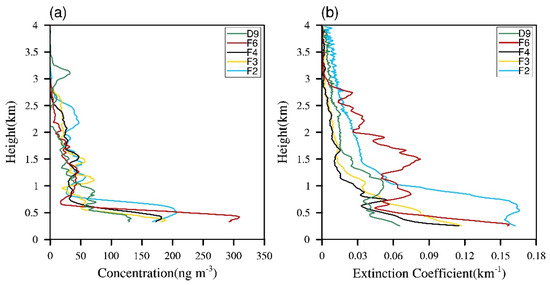 (a)
4
3.5
3
2.5
2
1.5
1
0.5
0
Height(km)
D9
F6
F4
F3
F2
0 50 100 150 200 250 300 350
Concentration(ng m-3)
(b)
4
3.5
3
2.5
2
1.5
1
0.5
0
Height(km)
D9
F6
F4
F3
F2
0 0.03 0.06 0.09 0.12 0.15 0.18
Extinction Coefficient(km-1)